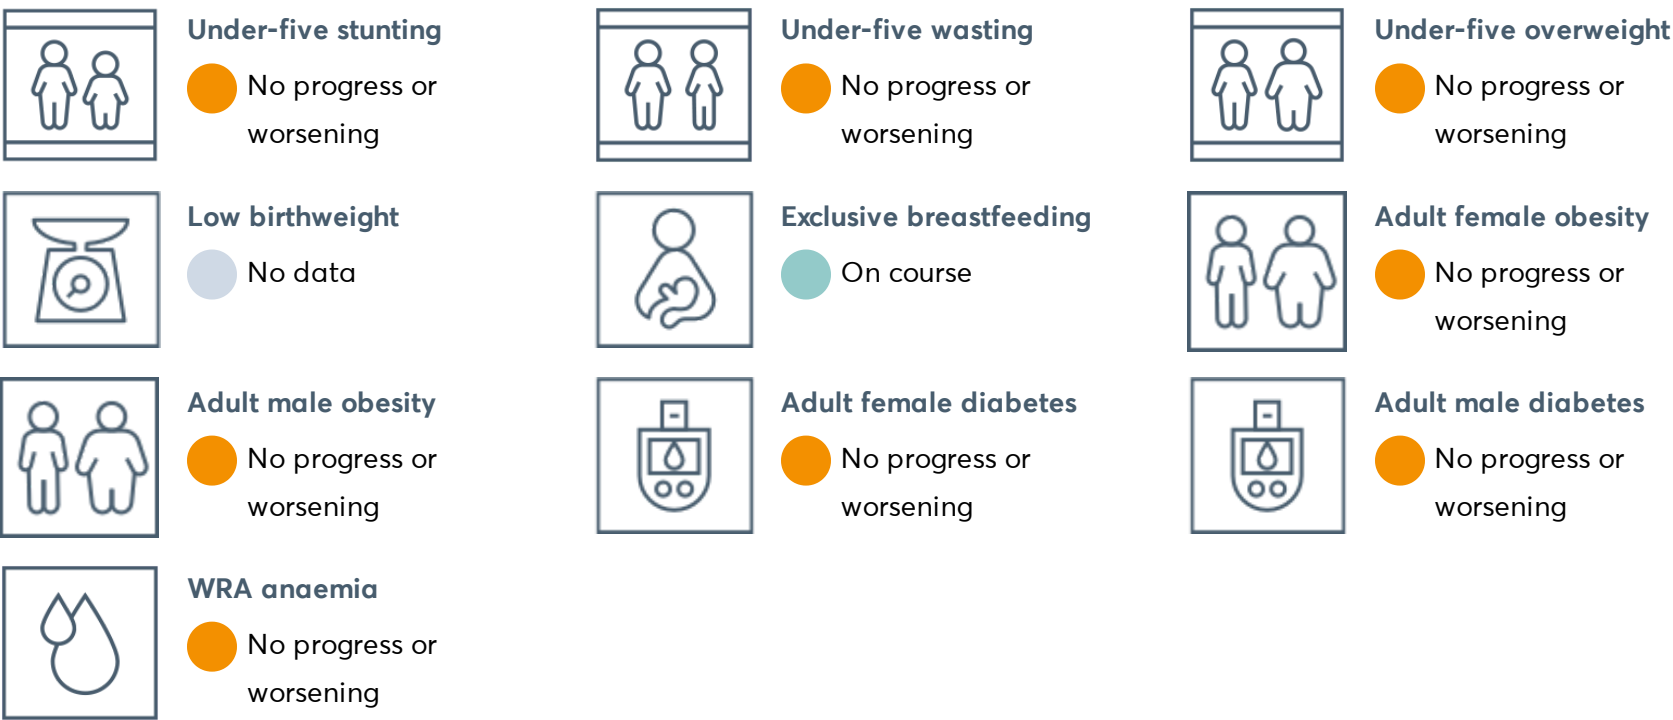 Under-five stunting
No progress or
worsening
Under-five wasting
No progress or
worsening
Under-five overweight
No progress or
worsening
Low birthweight
No data
Exclusive breastfeeding
On course
Adult female obesity
No progress or
worsening
Adult male obesity
No progress or
worsening
Adult female diabetes
No progress or
worsening
Adult male diabetes
No progress or
worsening
WRA anaemia
No progress or
worsening